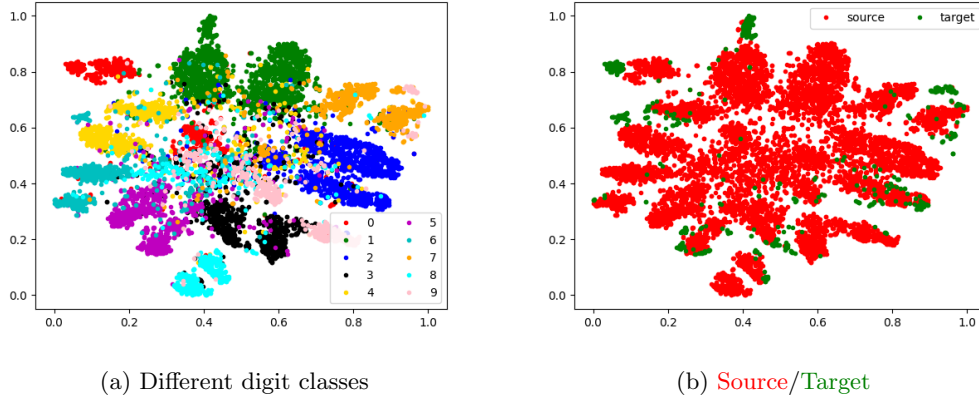 source target
1.0 1.0
0.8 0.8
0.6 0.6
0.4 0.4
0 5
1 6
0.2 2 7 0.2
3 8
4 9
0.0 0.0
0.0 0.2 0.4 0.6 0.8 1.0 0.0 0.2 0.4 0.6 0.8 1.0
(a) Different digit classes (b) Source/Target